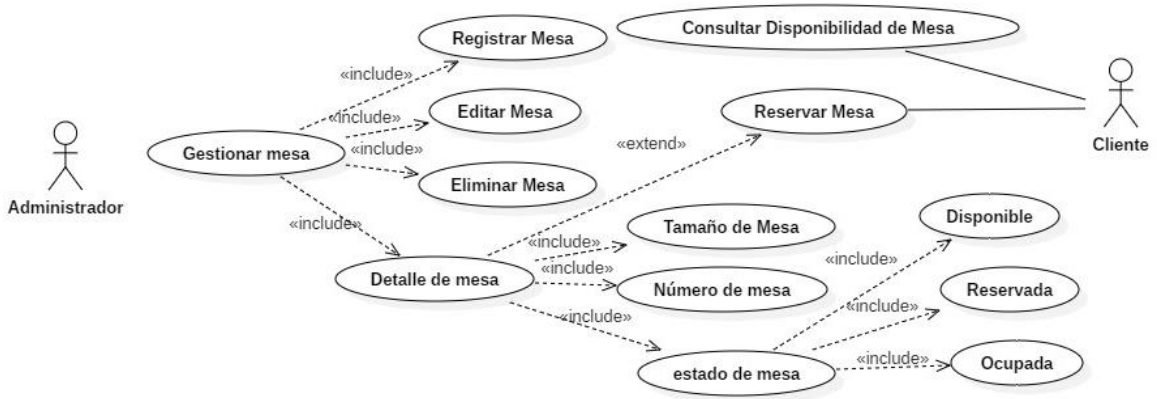 Consultar Disponibilidad de Mesa
Registrar Mesa
«include»
Editar Mesa
Reservar Mesa
«include»
«extend»
Cliente
Gestionar mesa
«include»
Eliminar Mesa
Administrador
«include»
Tamaño de Mesa
Disponible
«include»
«include»
Detalle de mesa
«include»
Número de mesa
Reservada
«include»
«include»
estado de mesa
«include»
Ocupada